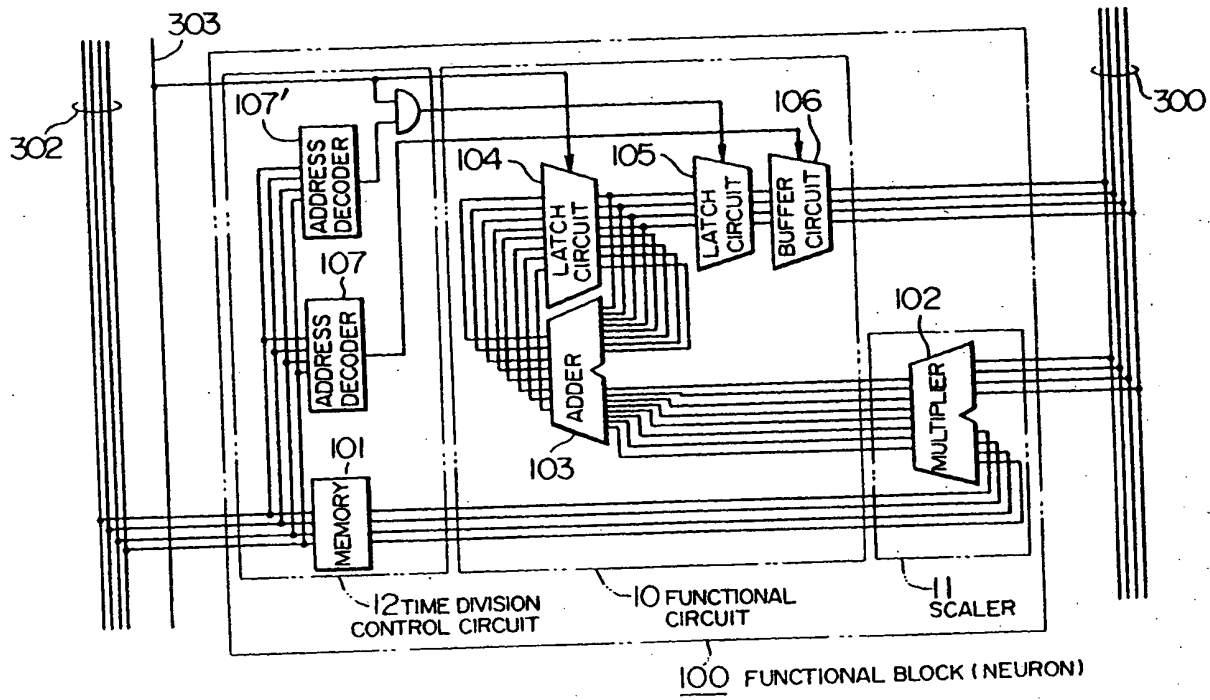 303
302
300
107'
ADDRESS
DECODER
104
LATCH
CIRCUIT
105
LATCH
CIRCUIT
106
BUFFER
CIRCUIT
107
ADDRESS
DECODER
ADDER
103
102
MULTIPLER
101
MEMORY
12 TIME DIVISION
CONTROL CIRCUIT
10 FUNCTIONAL
CIRCUIT
11
SCALER
100 FUNCTIONAL BLOCK (NEURON)